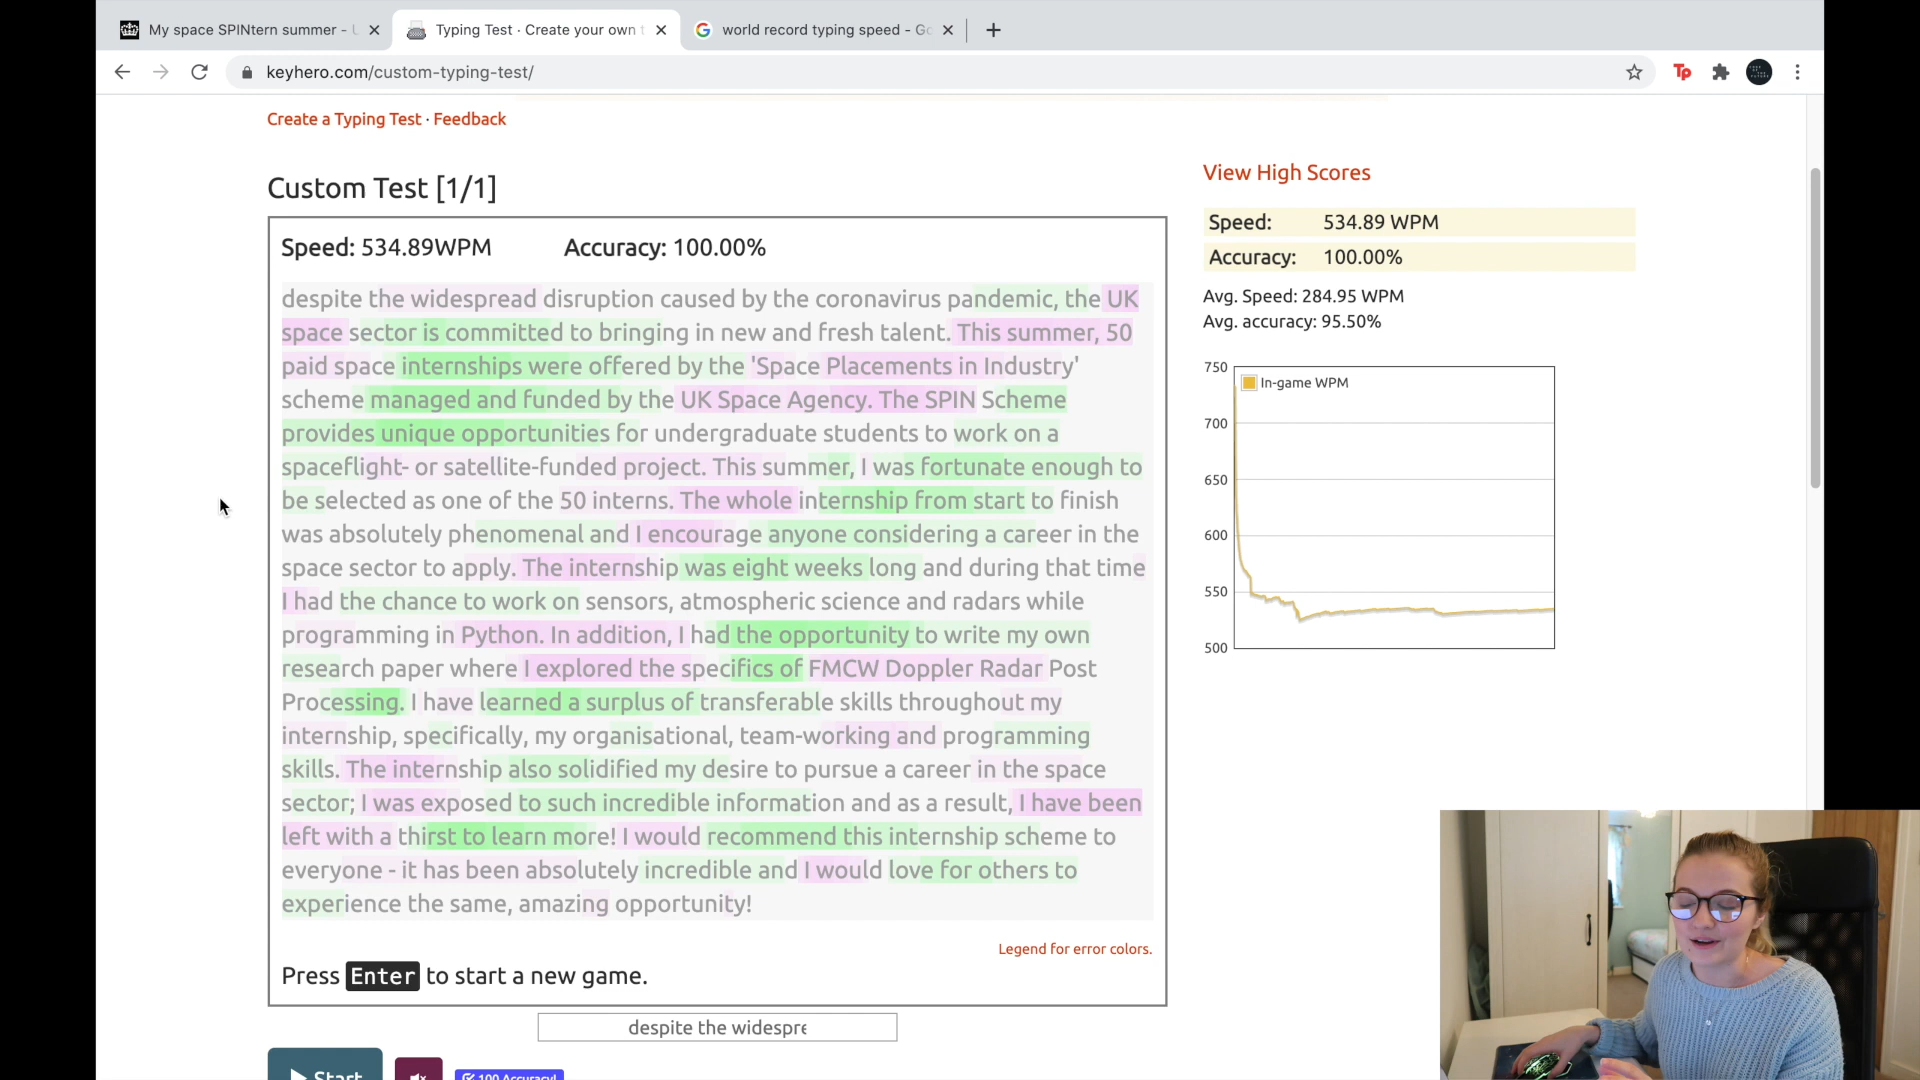 My space SPINtern summer -
Typing Test · Create your own
world record typing speed -
keyhero.com/custom-typing-test/
Tp
Create a Typing Test · Feedback
Custom Test [1/1]
Speed: 534.89WPM Accuracy: 100.00%
despite the widespread disruption caused by the coronavirus pandemic, the UK
space sector is committed to bringing in new and fresh talent. This summer, 50
paid space internships were offered by the 'Space Placements in Industry'
scheme managed and funded by the UK Space Agency. The SPIN Scheme
provides unique opportunities for undergraduate students to work on a
spaceflight- or satellite-funded project. This summer, I was fortunate enough to
be selected as one of the 50 interns. The whole internship from start to finish
was absolutely phenomenal and I encourage anyone considering a career in the
space sector to apply. The internship was eight weeks long and during that time
I had the chance to work on sensors, atmospheric science and radars while
programming in Python. In addition, I had the opportunity to write my own
research paper where I explored the specifics of FMCW Doppler Radar Post
Processing. I have learned a surplus of transferable skills throughout my
internship, specifically, my organisational, team-working and programming
skills. The internship also solidified my desire to pursue a career in the space
sector; I was exposed to such incredible information and as a result, I have been
left with a thirst to learn more! I would recommend this internship scheme to
everyone - it has been absolutely incredible and I would love for others to
experience the same, amazing opportunity!
Legend for error colors.
Press Enter to start a new game.
despite the widespre
Start
100 Accuracy!
View High Scores
Speed: 534.89 WPM
Accuracy: 100.00%
Avg. Speed: 284.95 WPM
Avg. accuracy: 95.50%
In-game WPM
750
700
650
600
550
500